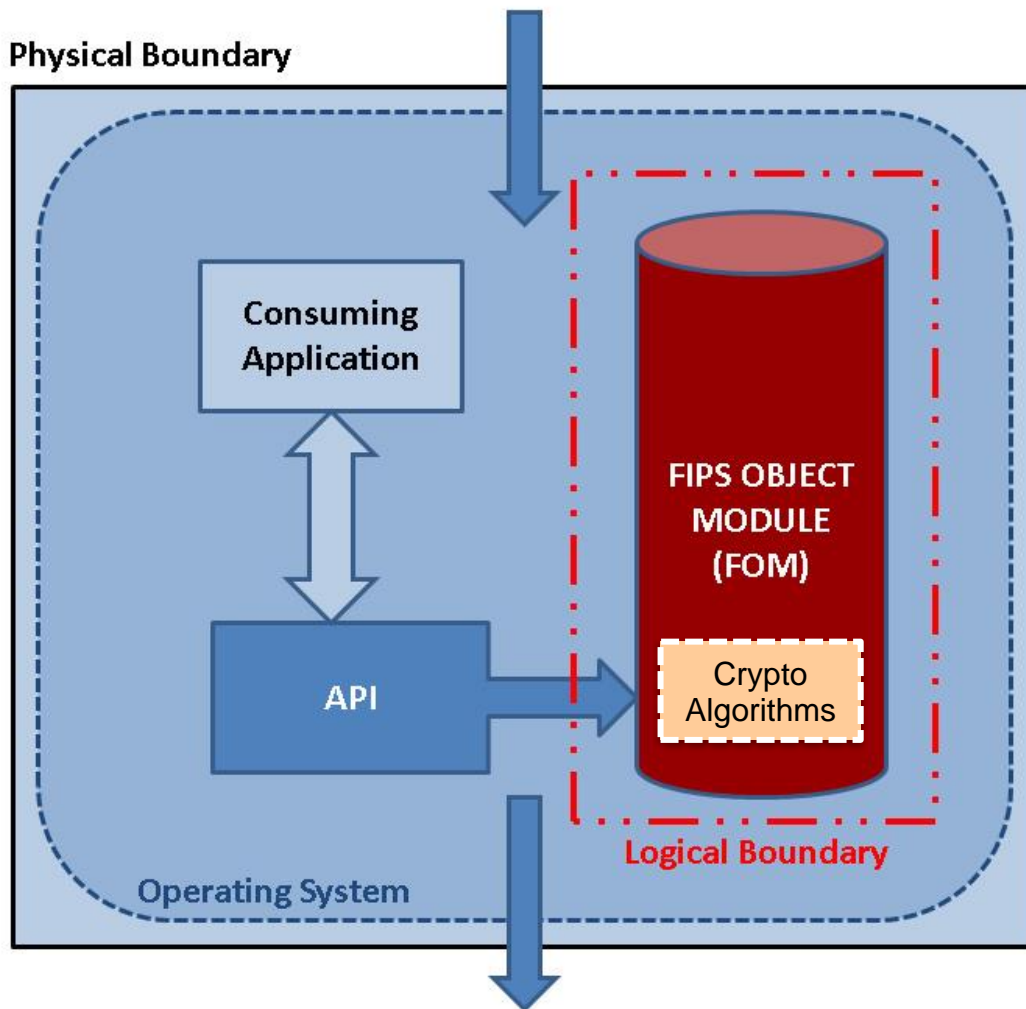 Physical Boundary
Consuming
Application
FIPS OBJECT
MODULE
(FOM)
Crypto
Algorithms
API
Logical Boundary
Operating System